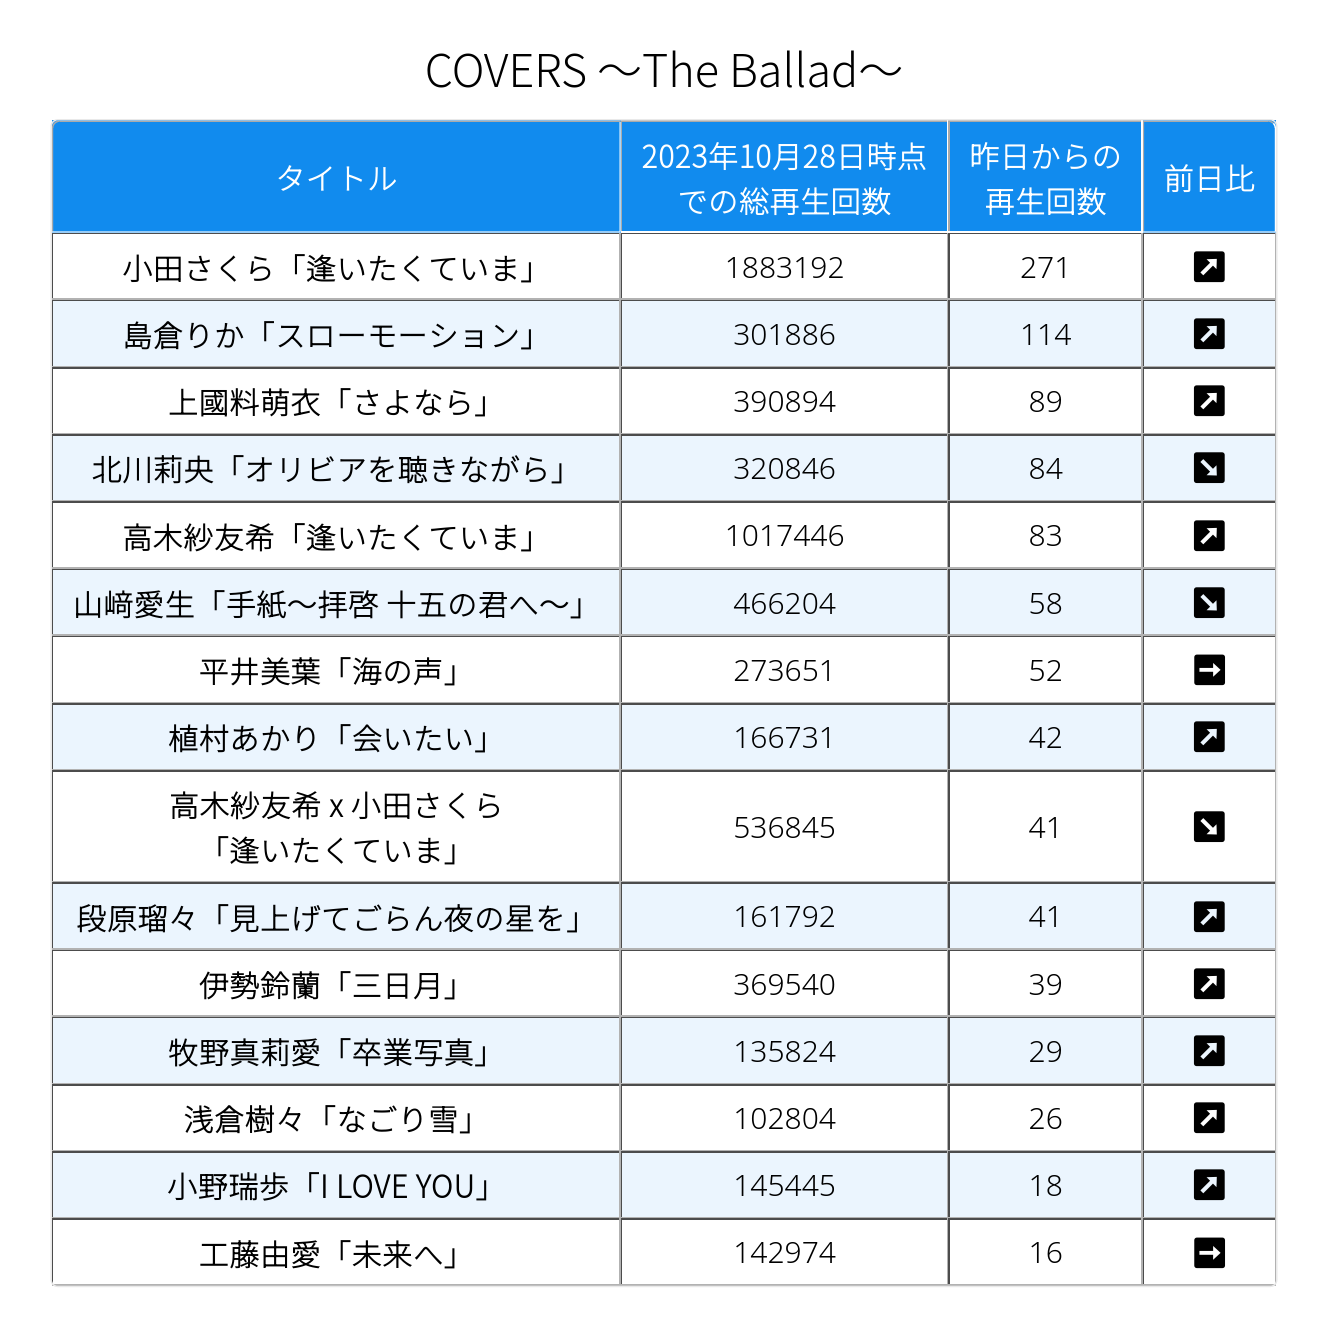 COVERS ～The Ballad～
タイトル
2023年10月28日時点
での総再生回数
昨日からの
再生回数
前日比
小田さくら「逢いたくていま」 1883192 271 ↗
島倉りか「スローモーション」 301886 114 ↗
上國料萌衣「さよなら」 390894 89 ↗
北川莉央「オリビアを聴きながら」 320846 84 ↘
高木紗友希「逢いたくていま」 1017446 83 ↗
山﨑愛生「手紙～拝啓 十五の君へ～」 466204 58 ↘
平井美葉「海の声」 273651 52 →
植村あかり「会いたい」 166731 42 ↗
高木紗友希 x 小田さくら
「逢いたくていま」 536845 41 ↘
段原瑠々「見上げてごらん夜の星を」 161792 41 ↗
伊勢鈴蘭「三日月」 369540 39 ↗
牧野真莉愛「卒業写真」 135824 29 ↗
浅倉樹々「なごり雪」 102804 26 ↗
小野瑞歩「I LOVE YOU」 145445 18 ↗
工藤由愛「未来へ」 142974 16 →